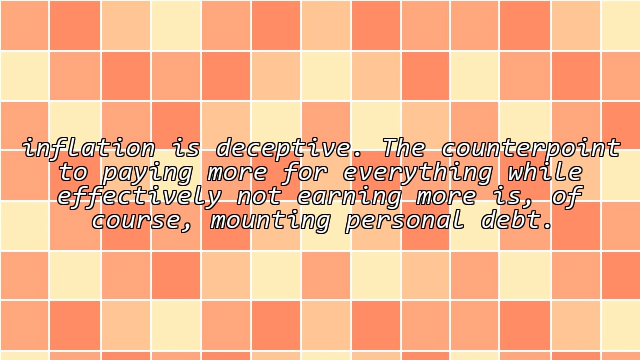 inflation is deceptive. The counterpoint
to paying more for everything while
effectively not earning more is, of
course, mounting personal debt.